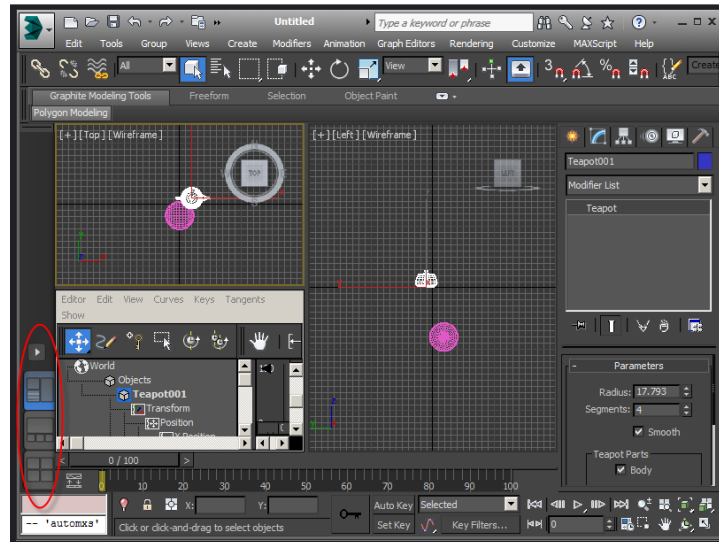 Untitled
Type a keyword or phrase
Edit Tools Group Views Create Modifiers Animation Graph Editors Rendering Customize MAXScript Help
All
View
3
%
ABC
Create
Graphite Modeling Tools Freeform Selection Object Paint
Polygon Modeling
[+][Top][Wireframe]
TOP
[+][Left][Wireframe]
LEFT
Teapot001
Modifier List
Teapot
Editor Edit View Curves Keys Tangents
Show
World
Objects
Teapot001
Transform
Position
X Position
- Parameters
Radius: 17.793
Segments: 4
Smooth
Teapot Parts
Body
< 0 / 100 >
0 10 20 30 40 50 60 70 80 90 100
X: Y:
Auto Key Selected
Set Key Key Filters...
0
-- 'automxs'
Click or click-and-drag to select objects